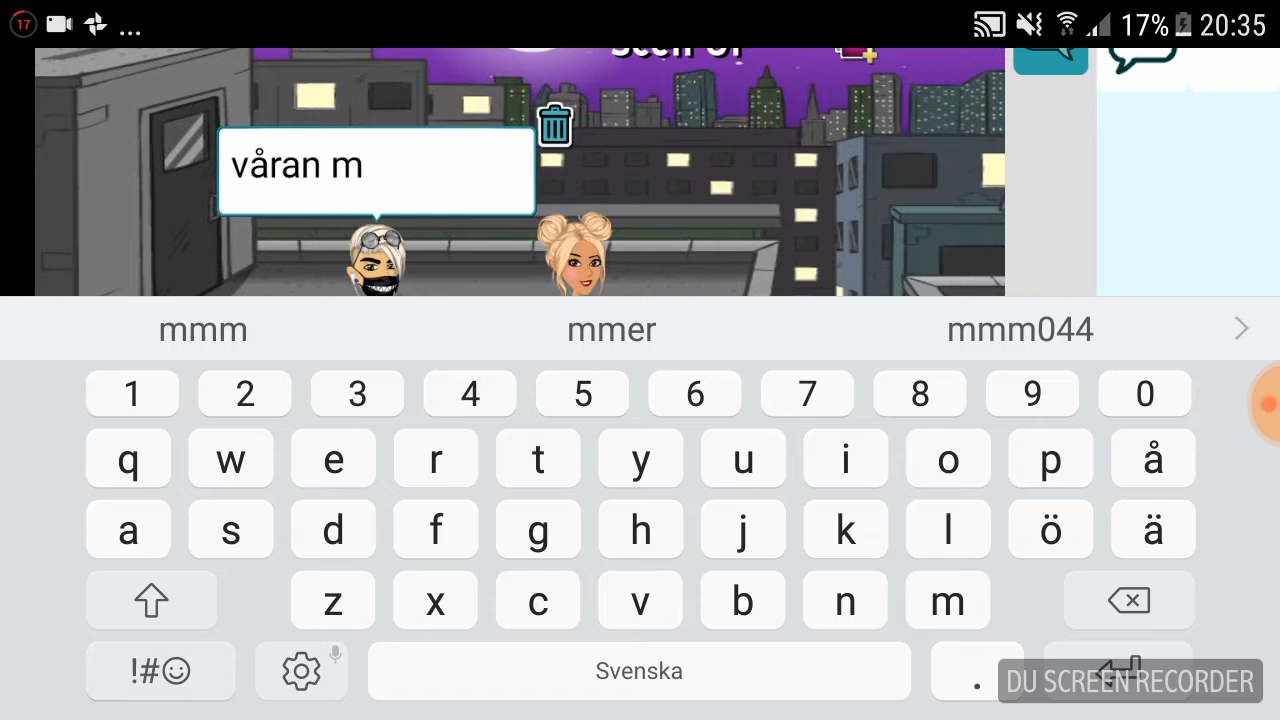 17 ... 17% 20:35
våran m
mmm mmer mmm044
1 2 3 4 5 6 7 8 9 0
q w e r t y u i o p å
a s d f g h j k l ö ä
z x c v b n m
!#☺ Svenska .
DU SCREEN RECORDER